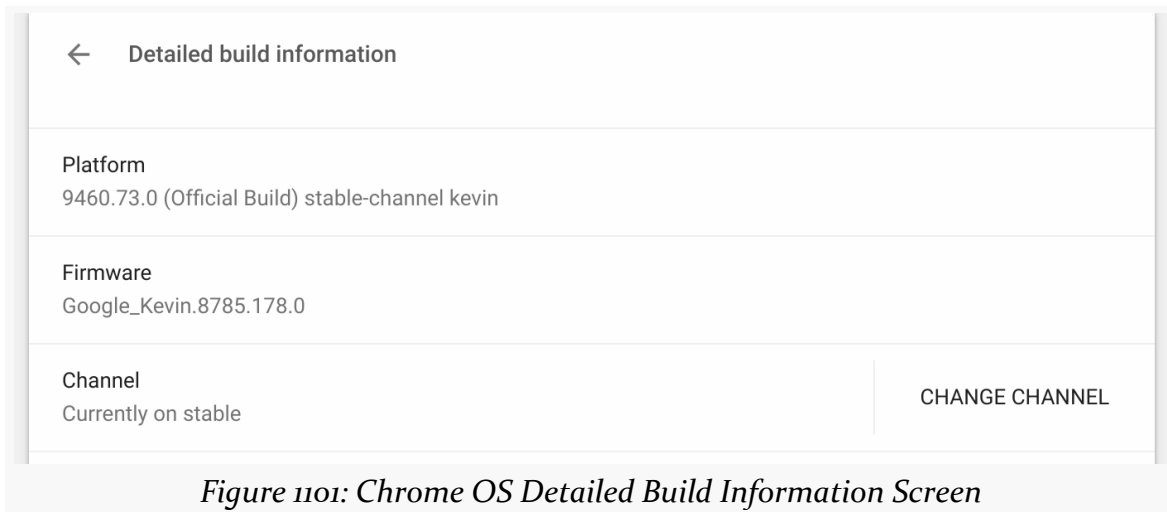 Detailed build information
Platform
9460.73.0 (Official Build) stable-channel kevin
Firmware
Google_Kevin.8785.178.0
Channel
Currently on stable
CHANGE CHANNEL
Figure 1101: Chrome OS Detailed Build Information Screen